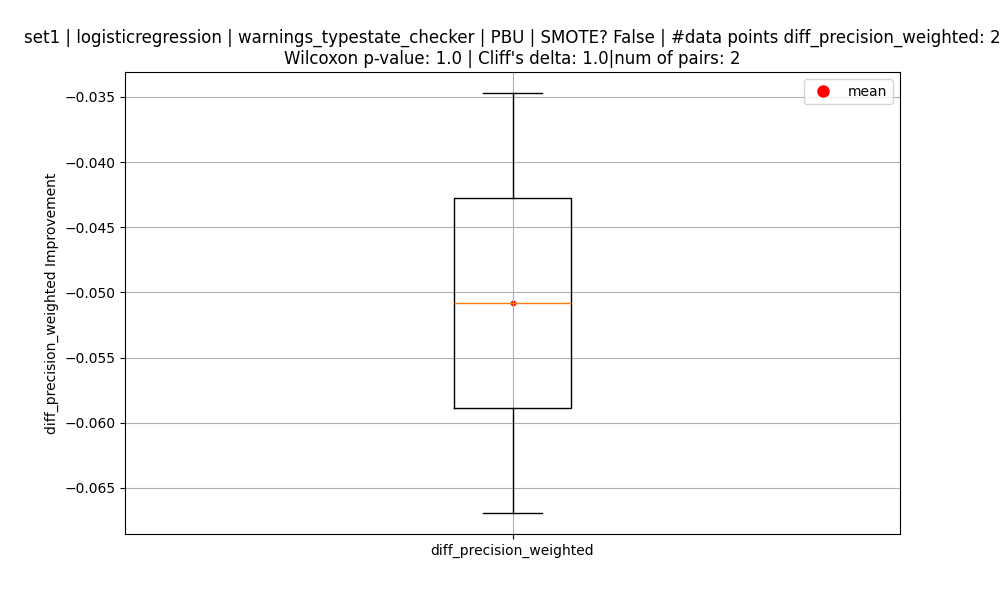 set1 | logisticregression | warnings_typestate_checker | PBU | SMOTE? False | #data points diff_precision_weighted: 2
Wilcoxon p-value: 1.0 | Cliff's delta: 1.0|num of pairs: 2
mean
−0.035
−0.040
−0.045
−0.050
−0.055
−0.060
−0.065
diff_precision_weighted Improvement
diff_precision_weighted